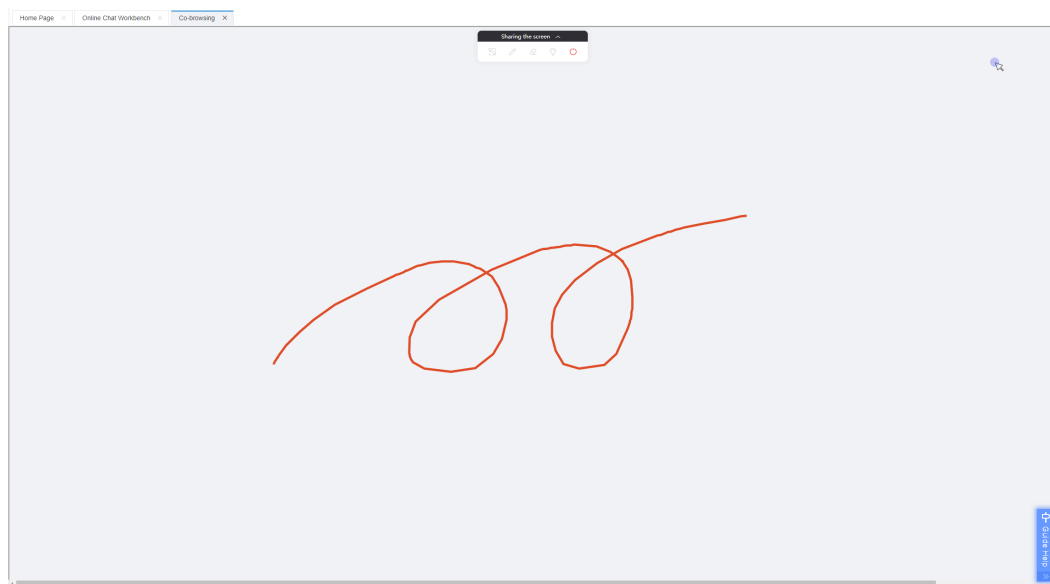 Home Page
Online Chat Workbench
Co-browsing
Sharing the screen
Guide Help